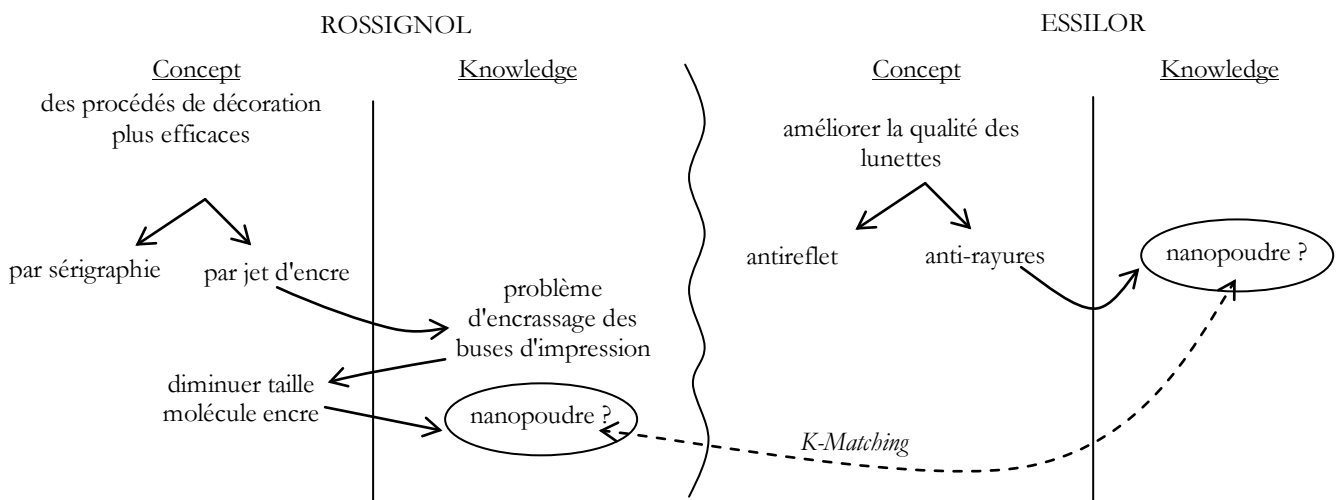 ROSSIGNOL
Concept
Knowledge
des procédés de décoration
plus efficaces
par sérigraphie
par jet d'encre
problème
d'encrassage des
buses d'impression
diminuer taille
molécule encre
nanopoudre ?
K-Matching
ESSILOR
Concept
Knowledge
améliorer la qualité des
lunettes
antireflet
anti-rayures
nanopoudre ?